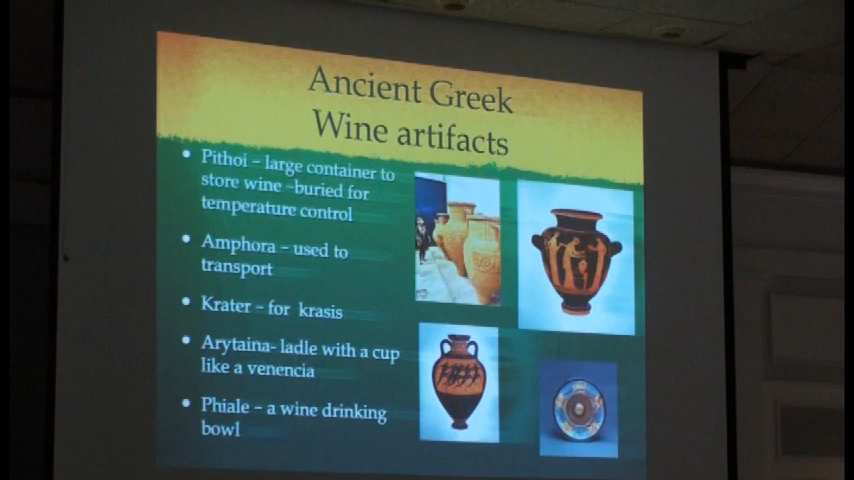 Ancient Greek
Wine artifacts
• Pithoi – large container to
store wine –buried for
temperature control
• Amphora – used to
transport
• Krater – for krasis
• Arytaina- ladle with a cup
like a venencia
• Phiale – a wine drinking
bowl